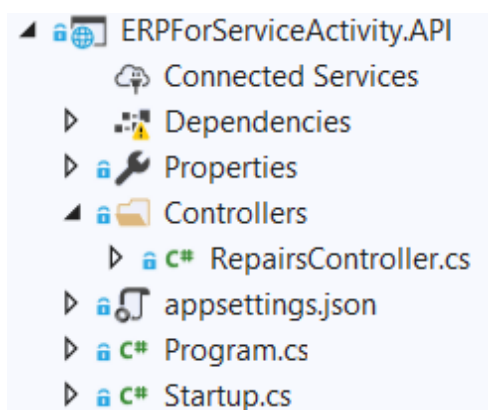 ERPForServiceActivity.API
Connected Services
Dependencies
Properties
Controllers
C# RepairsController.cs
appsettings.json
C# Program.cs
C# Startup.cs